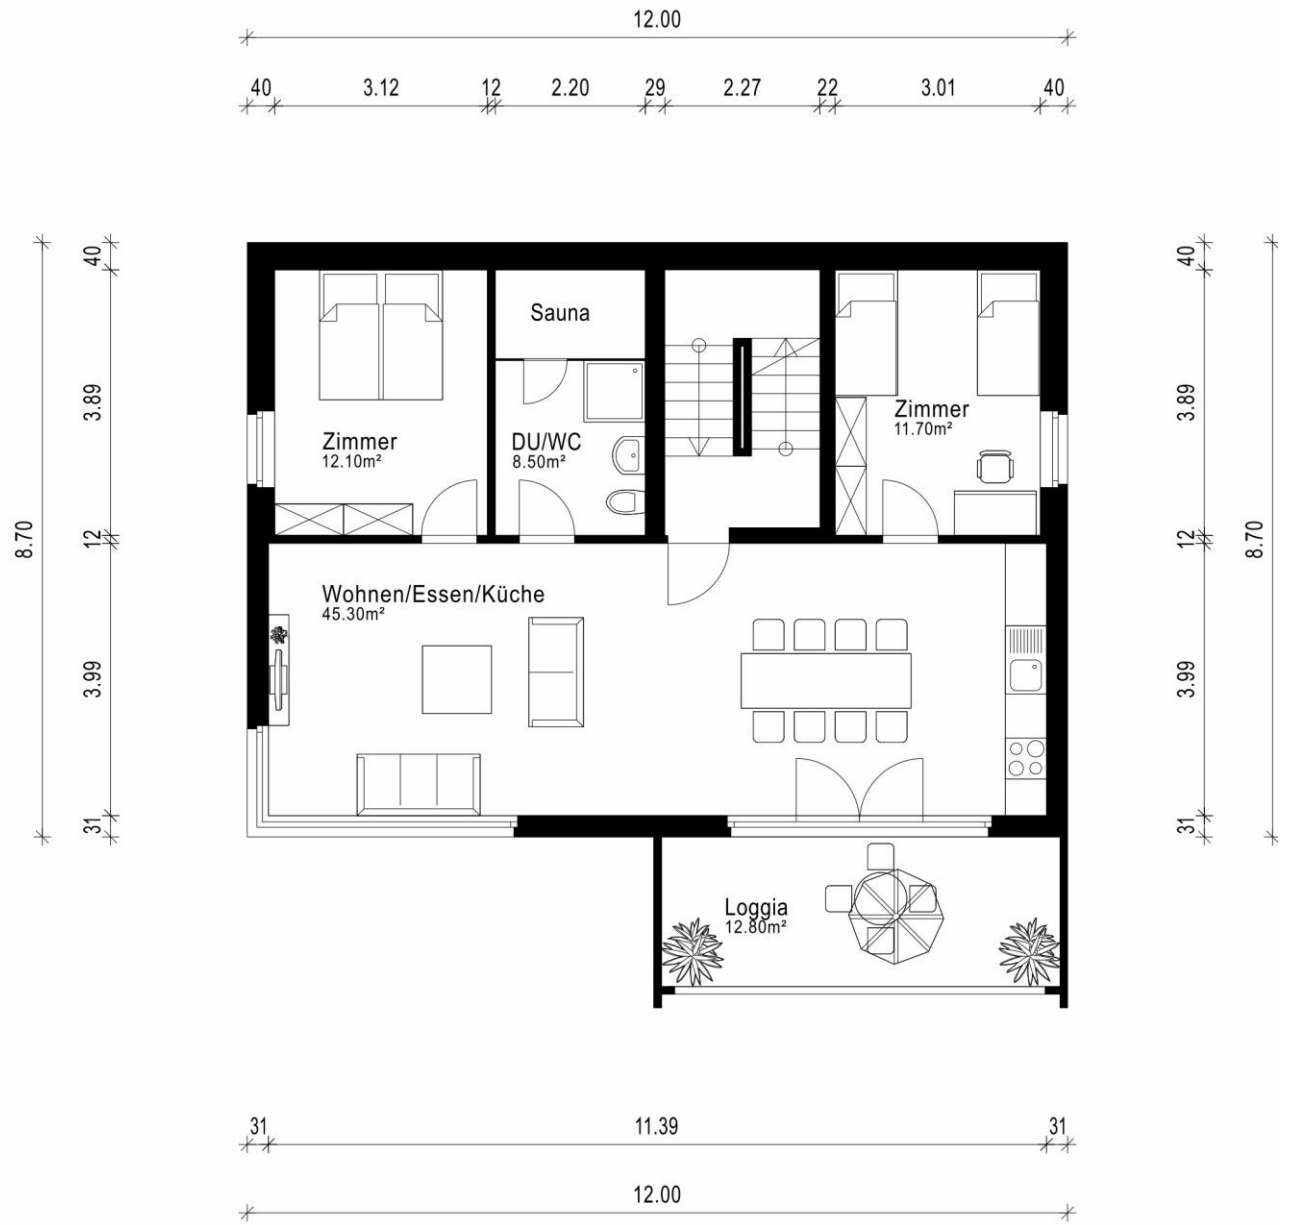 12.00
40 3.12 12 2.20 29 2.27 22 3.01 40
40
40
Sauna
3.89
3.89
Zimmer
11.70m²
Zimmer
12.10m²
DU/WC
8.50m²
8.70
12
12
8.70
Wohnen/Essen/Küche
45.30m²
3.99
3.99
31
31
Loggia
12.80m²
31 11.39 31
12.00